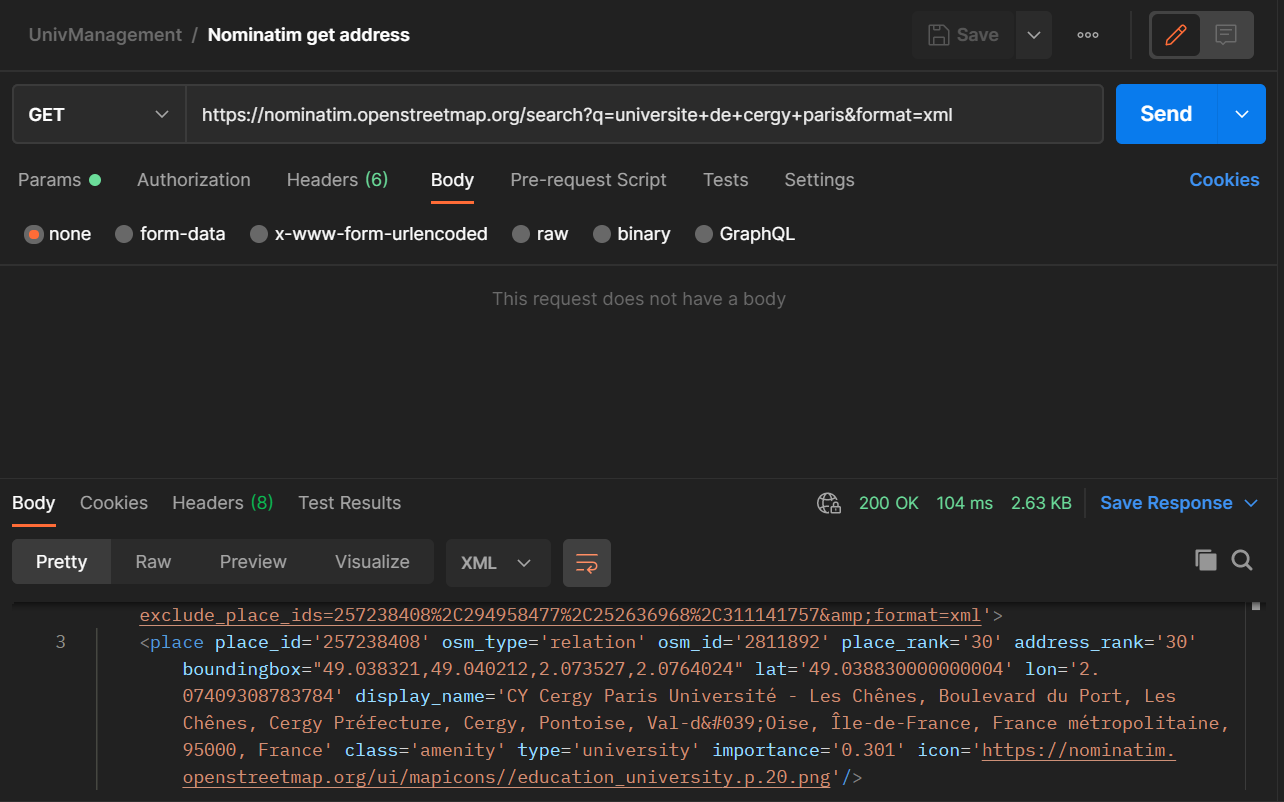 UnivManagement / Nominatim get address
Save
GET
https://nominatim.openstreetmap.org/search?q=universite+de+cergy+paris&format=xml
Send
Params Authorization Headers (6) Body Pre-request Script Tests Settings Cookies
none form-data x-www-form-urlencoded raw binary GraphQL
This request does not have a body
Body Cookies Headers (8) Test Results 200 OK 104 ms 2.63 KB Save Response
Pretty Raw Preview Visualize XML
exclude_place_ids=257238408%2C294958477%2C252636968%2C311141757&amp;format=xml'>
3 <place place_id='257238408' osm_type='relation' osm_id='2811892' place_rank='30' address_rank='30'
boundingbox="49.038321,49.040212,2.073527,2.0764024" lat='49.038830000000004' lon='2.
07409308783784' display_name='CY Cergy Paris Université - Les Chênes, Boulevard du Port, Les
Chênes, Cergy Préfecture, Cergy, Pontoise, Val-d&#039;Oise, Île-de-France, France métropolitaine,
95000, France' class='amenity' type='university' importance='0.301' icon='https://nominatim.
openstreetmap.org/ui/mapicons//education_university.p.20.png'/>